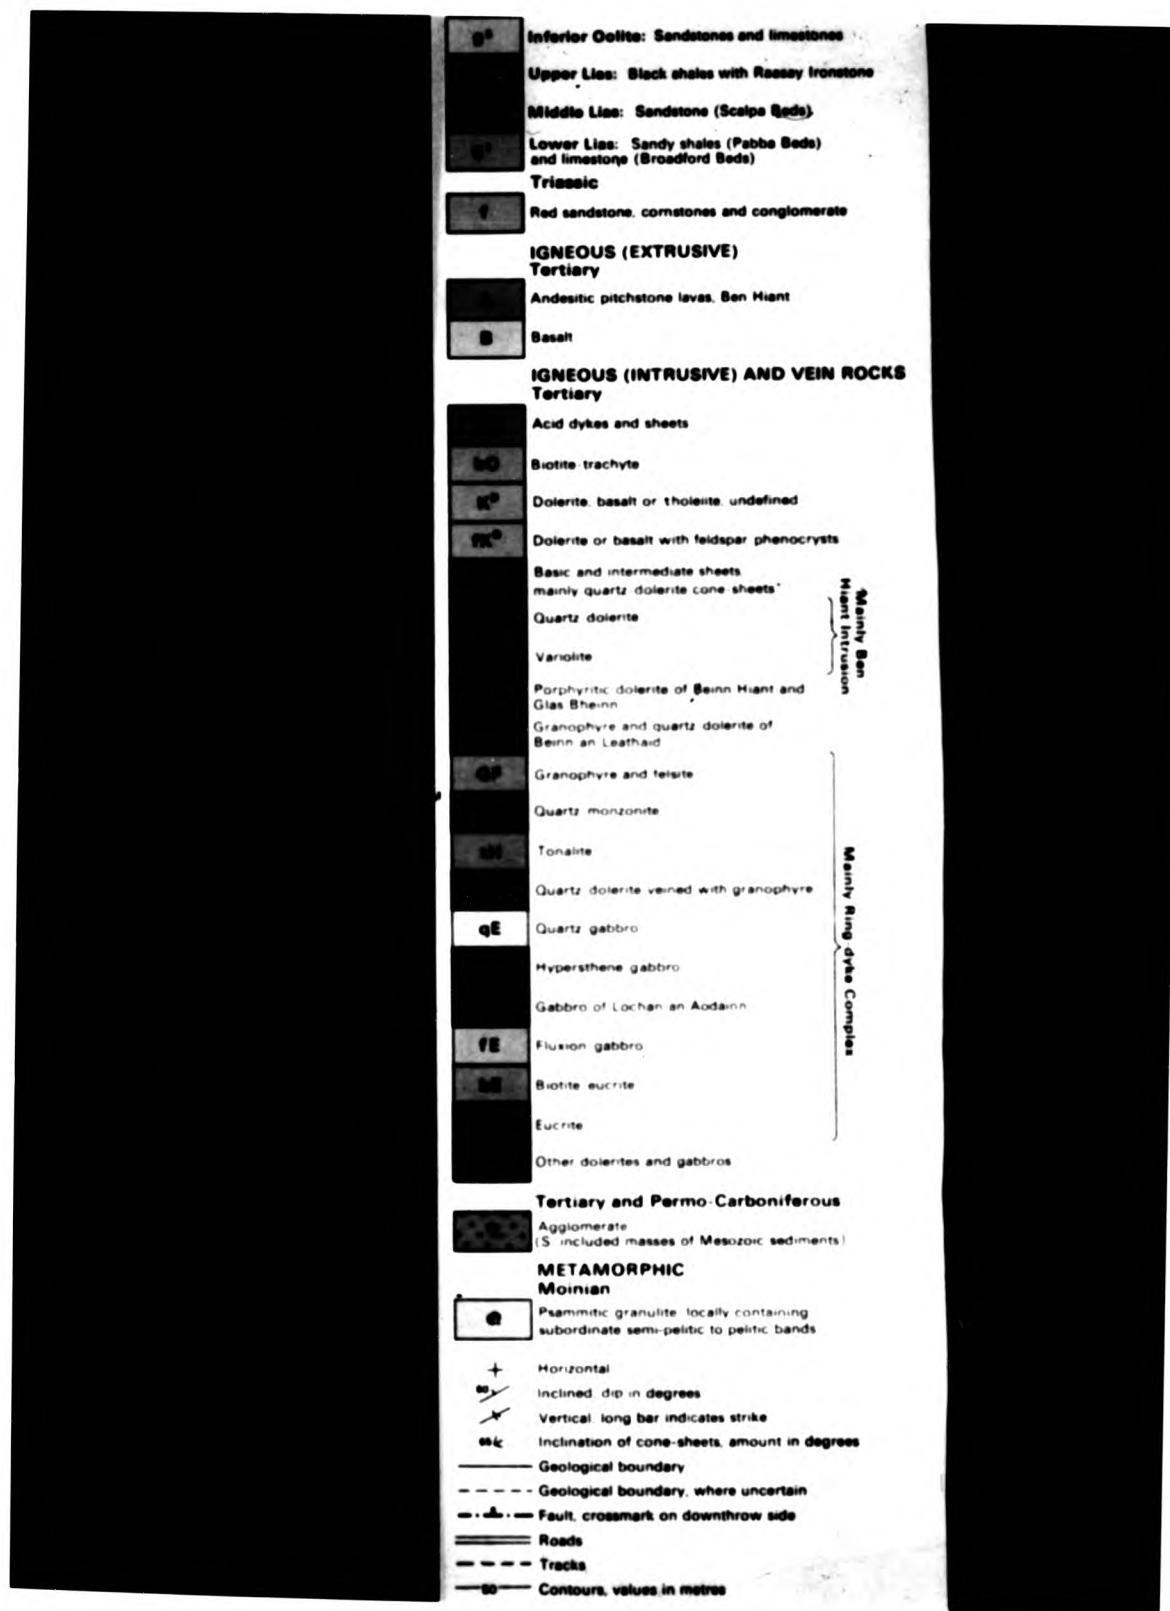 Inferior Oolite: Sandstones and limestones
Upper Lias: Black shales with Raasay Ironstone
Middle Lias: Sandstone (Scalpa Beds)
Lower Lias: Sandy shales (Pabba Beds)
and limestone (Broadford Beds)
Triassic
f Red sandstone, cornstones and conglomerate
IGNEOUS (EXTRUSIVE)
Tertiary
Andesitic pitchstone lavas, Ben Hiant
B Basalt
IGNEOUS (INTRUSIVE) AND VEIN ROCKS
Tertiary
Acid dykes and sheets
bO Biotite-trachyte
Dolerite, basalt or tholeiite, undefined
Dolerite or basalt with feldspar phenocrysts
Basic and intermediate sheets
mainly quartz dolerite cone-sheets
Quartz dolerite
Variolite
Mainly Ben
Hiant Intrusion
Porphyritic dolerite of Beinn Hiant and
Glas Bheinn
Granophyre and quartz dolerite of
Beinn an Leathaid
GP Granophyre and felsite
Quartz monzonite
Tonalite
Quartz dolerite veined with granophyre
qE Quartz gabbro
Hypersthene gabbro
Gabbro of Lochan an Aodainn
fE Fluxion gabbro
bE Biotite eucrite
Eucrite
Mainly Ring-dyke Complex
Other dolerites and gabbros
Tertiary and Permo-Carboniferous
Agglomerate
(S included masses of Mesozoic sediments)
METAMORPHIC
Moinian
Psammitic granulite locally containing
subordinate semi-pelitic to pelitic bands
Horizontal
Inclined, dip in degrees
Vertical, long bar indicates strike
Inclination of cone-sheets, amount in degrees
Geological boundary
Geological boundary, where uncertain
Fault, crossmark on downthrow side
Roads
Tracks
50 Contours, values in metres